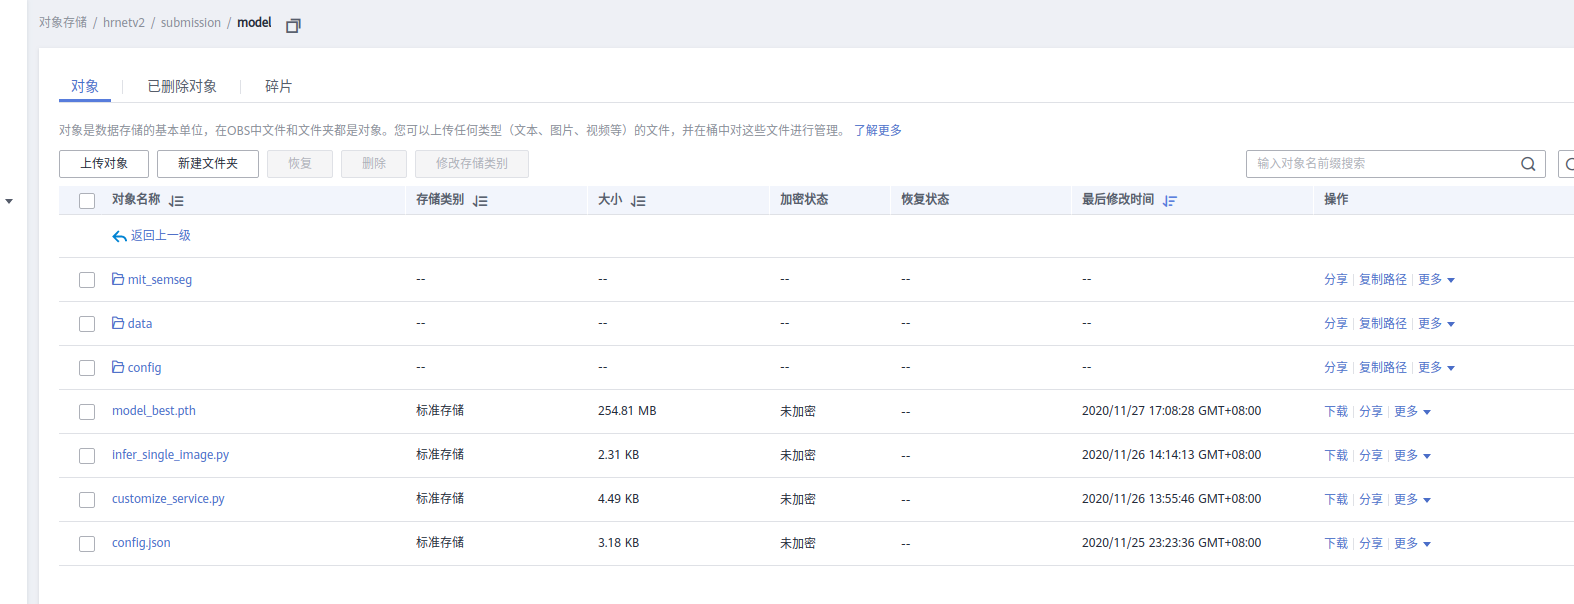 对象存储 / hrnetv2 / submission / model
对象 已删除对象 碎片
对象是数据存储的基本单位，在OBS中文件和文件夹都是对象。您可以上传任何类型（文本、图片、视频等）的文件，并在桶中对这些文件进行管理。 了解更多
上传对象 新建文件夹 恢复 删除 修改存储类别 输入对象名前缀搜索
对象名称 存储类别 大小 加密状态 恢复状态 最后修改时间 操作
返回上一级
mit_semseg -- -- -- -- -- 分享 复制路径 更多
data -- -- -- -- -- 分享 复制路径 更多
config -- -- -- -- -- 分享 复制路径 更多
model_best.pth 标准存储 254.81 MB 未加密 -- 2020/11/27 17:08:28 GMT+08:00 下载 分享 更多
infer_single_image.py 标准存储 2.31 KB 未加密 -- 2020/11/26 14:14:13 GMT+08:00 下载 分享 更多
customize_service.py 标准存储 4.49 KB 未加密 -- 2020/11/26 13:55:46 GMT+08:00 下载 分享 更多
config.json 标准存储 3.18 KB 未加密 -- 2020/11/25 23:23:36 GMT+08:00 下载 分享 更多